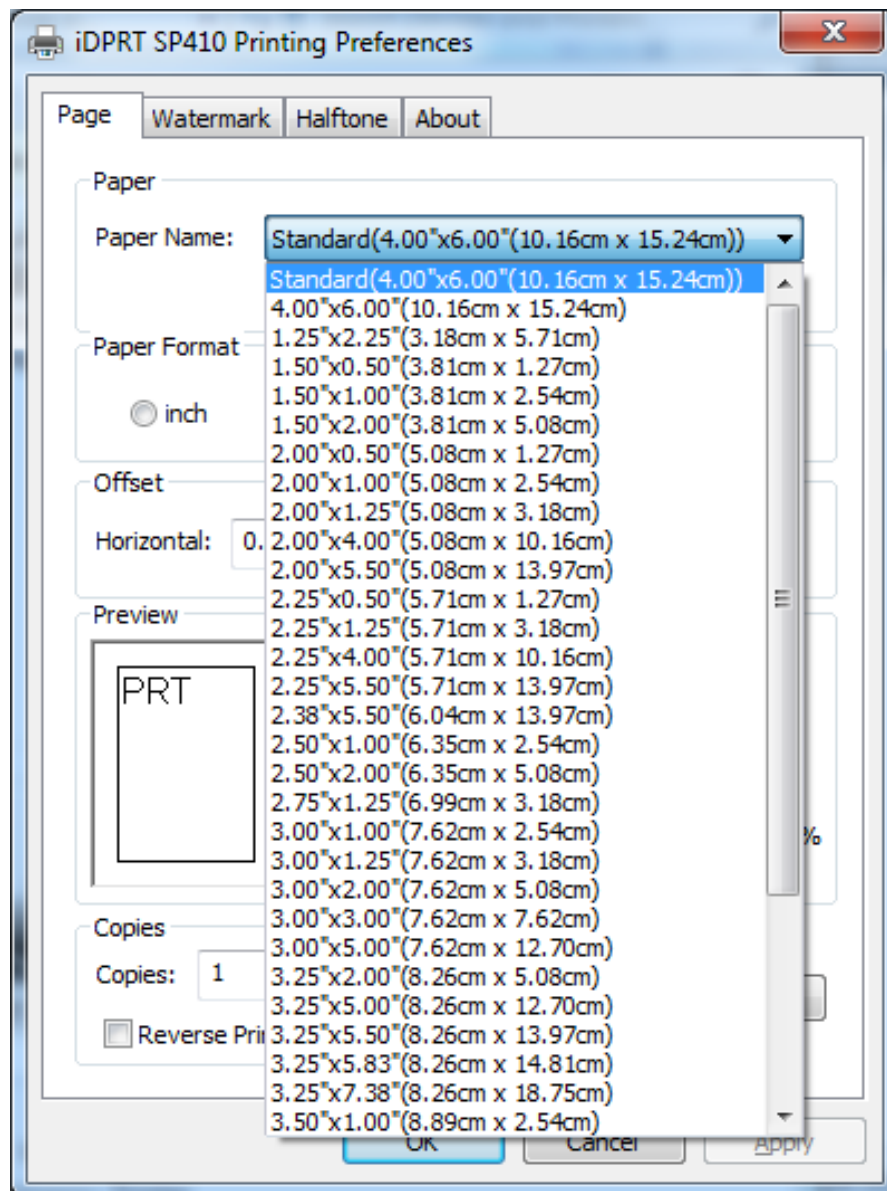 iDPRT SP410 Printing Preferences
Page Watermark Halftone About
Paper
Paper Name: Standard(4.00"x6.00"(10.16cm x 15.24cm))
Standard(4.00"x6.00"(10.16cm x 15.24cm))
4.00"x6.00"(10.16cm x 15.24cm)
1.25"x2.25"(3.18cm x 5.71cm)
Paper Format
1.50"x0.50"(3.81cm x 1.27cm)
1.50"x1.00"(3.81cm x 2.54cm)
inch
1.50"x2.00"(3.81cm x 5.08cm)
2.00"x0.50"(5.08cm x 1.27cm)
Offset
2.00"x1.00"(5.08cm x 2.54cm)
2.00"x1.25"(5.08cm x 3.18cm)
Horizontal: 0. 2.00"x4.00"(5.08cm x 10.16cm)
2.00"x5.50"(5.08cm x 13.97cm)
2.25"x0.50"(5.71cm x 1.27cm)
Preview
2.25"x1.25"(5.71cm x 3.18cm)
2.25"x4.00"(5.71cm x 10.16cm)
PRT
2.25"x5.50"(5.71cm x 13.97cm)
2.38"x5.50"(6.04cm x 13.97cm)
2.50"x1.00"(6.35cm x 2.54cm)
2.50"x2.00"(6.35cm x 5.08cm)
2.75"x1.25"(6.99cm x 3.18cm)
3.00"x1.00"(7.62cm x 2.54cm) %
3.00"x1.25"(7.62cm x 3.18cm)
3.00"x2.00"(7.62cm x 5.08cm)
3.00"x3.00"(7.62cm x 7.62cm)
Copies
3.00"x5.00"(7.62cm x 12.70cm)
Copies: 1 3.25"x2.00"(8.26cm x 5.08cm)
3.25"x5.00"(8.26cm x 12.70cm)
Reverse Pri 3.25"x5.50"(8.26cm x 13.97cm)
3.25"x5.83"(8.26cm x 14.81cm)
3.25"x7.38"(8.26cm x 18.75cm)
3.50"x1.00"(8.89cm x 2.54cm)
OK Cancel Apply